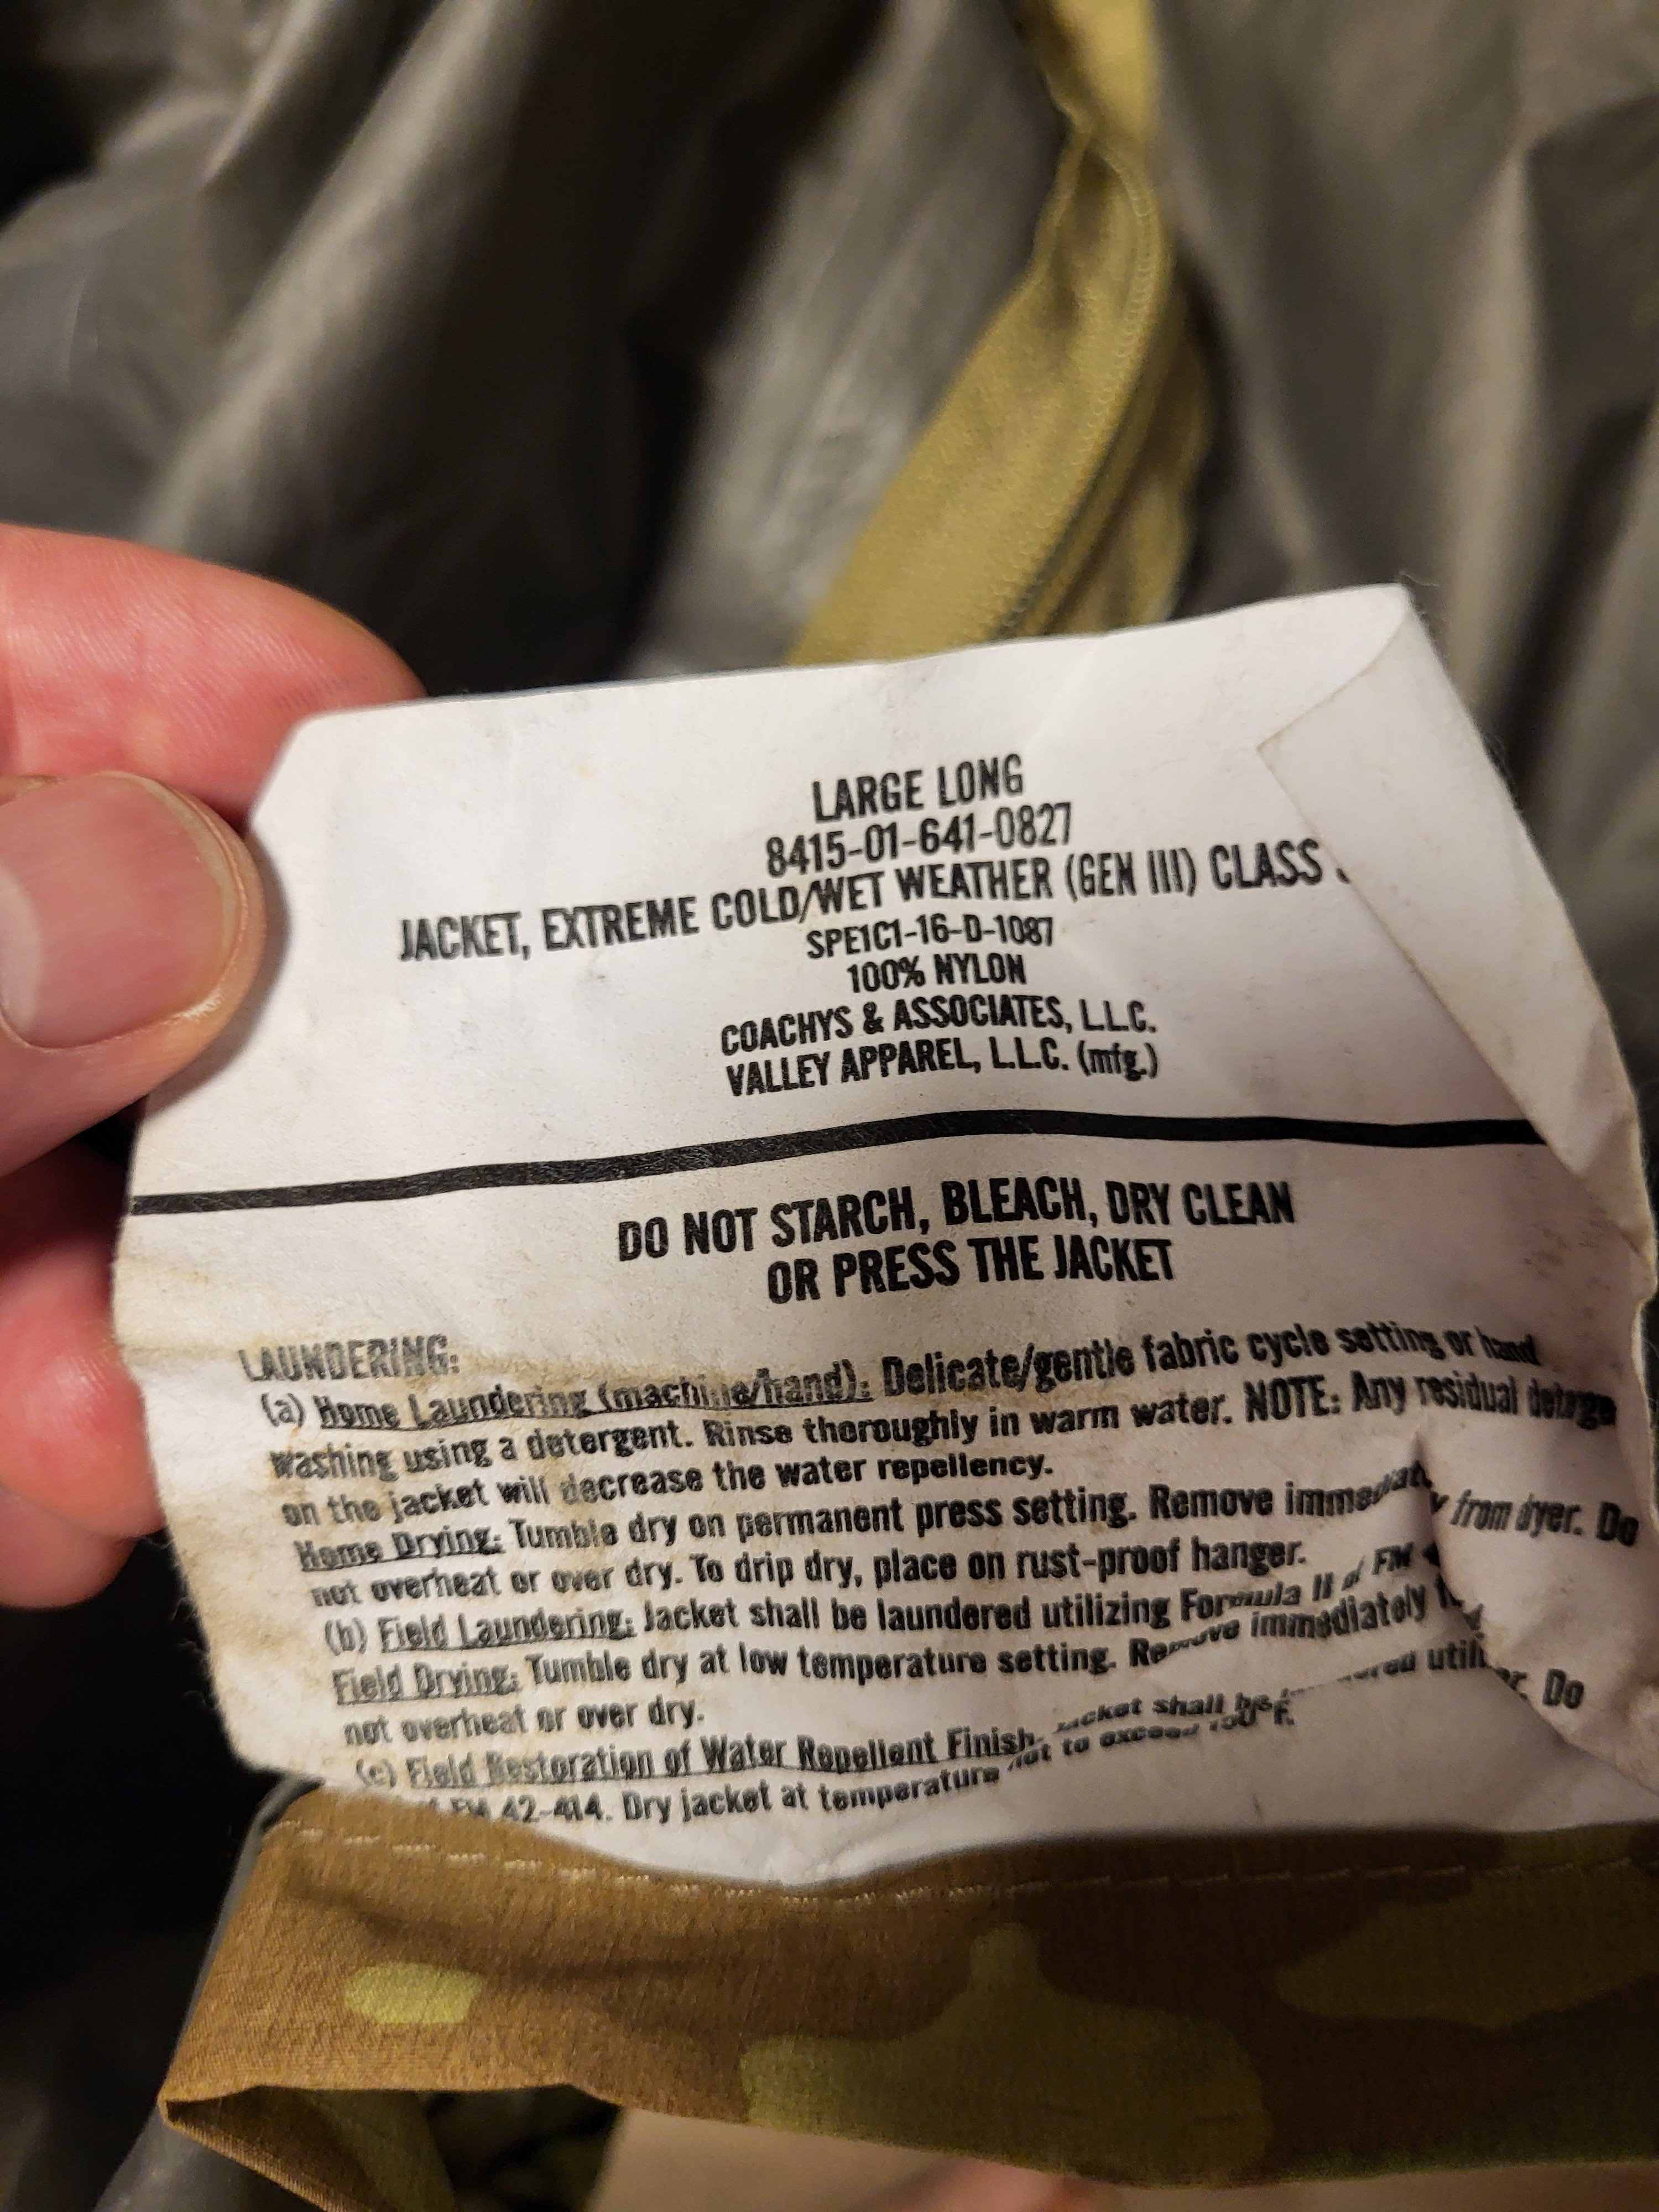 LARGE LONG
8415-01-641-0827
JACKET, EXTREME COLD/WET WEATHER (GEN III) CLASS
SPE1C1-16-D-1087
100% NYLON
COACHYS & ASSOCIATES, L.L.C.
VALLEY APPAREL, L.L.C. (mfg.)
DO NOT STARCH, BLEACH, DRY CLEAN
OR PRESS THE JACKET
LAUNDERING:
(a) Home Laundering (machine/hand): Delicate/gentle fabric cycle setting or hand
washing using a detergent. Rinse thoroughly in warm water. NOTE: Any residual
on the jacket will decrease the water repellency.
Home Drying: Tumble dry on permanent press setting. Remove from dyer. Do
not overheat or over dry. To drip dry, place on rust-proof hanger.
(b) Field Laundering: Jacket shall be laundered utilizing Formula II of FM
Field Drying: Tumble dry at low temperature setting. Remove immediately Do
not overheat or over dry.
(c) Field Restoration of Water Repellent Finish. shall be
FM 42-414. Dry jacket at temperature not to exceed